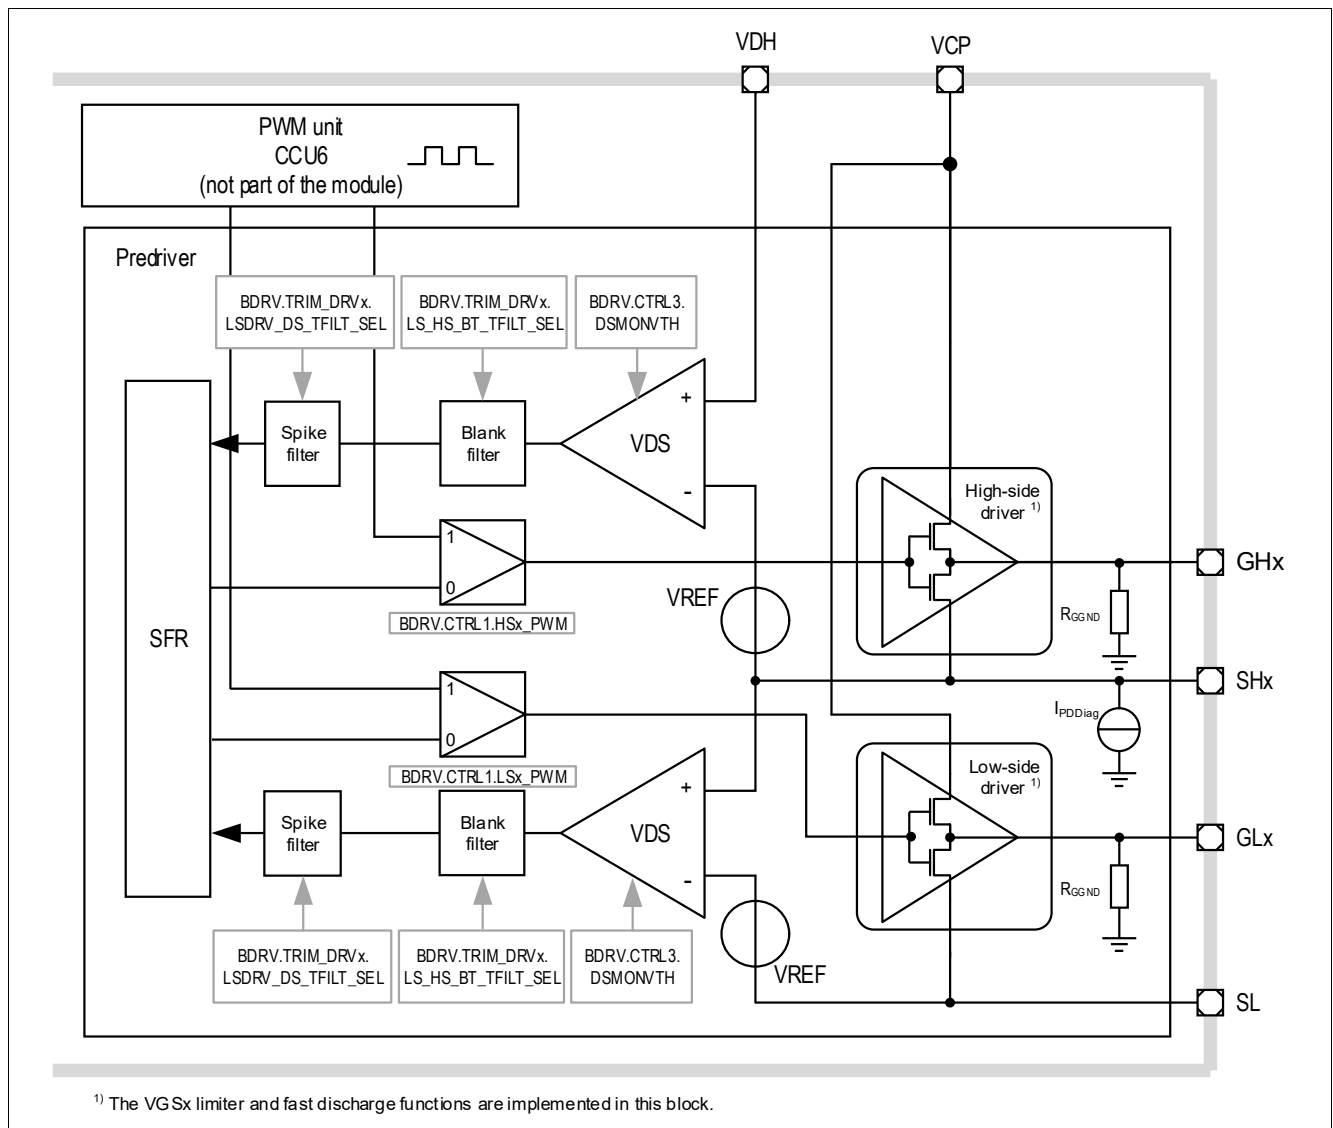 VDH
VCP
PWM unit
CCU6
(not part of the module)
Predriver
BDRV.TRIM_DRVx.
LSDRV_DS_TFILT_SEL
BDRV.TRIM_DRVx.
LS_HS_BT_TFILT_SEL
BDRV.CTRL3.
DSMONVTH
Spike
filter
Blank
filter
VDS
+
-
High-side
driver 1)
1
0
BDRV.CTRL1.HSx_PWM
VREF
GHx
RGGND
SFR
SHx
IPDDiag
1
0
BDRV.CTRL1.LSx_PWM
Low-side
driver 1)
Spike
filter
Blank
filter
VDS
+
-
GLx
RGGND
BDRV.TRIM_DRVx.
LSDRV_DS_TFILT_SEL
BDRV.TRIM_DRVx.
LS_HS_BT_TFILT_SEL
BDRV.CTRL3.
DSMONVTH
VREF
SL
1) The VGSx limiter and fast discharge functions are implemented in this block.